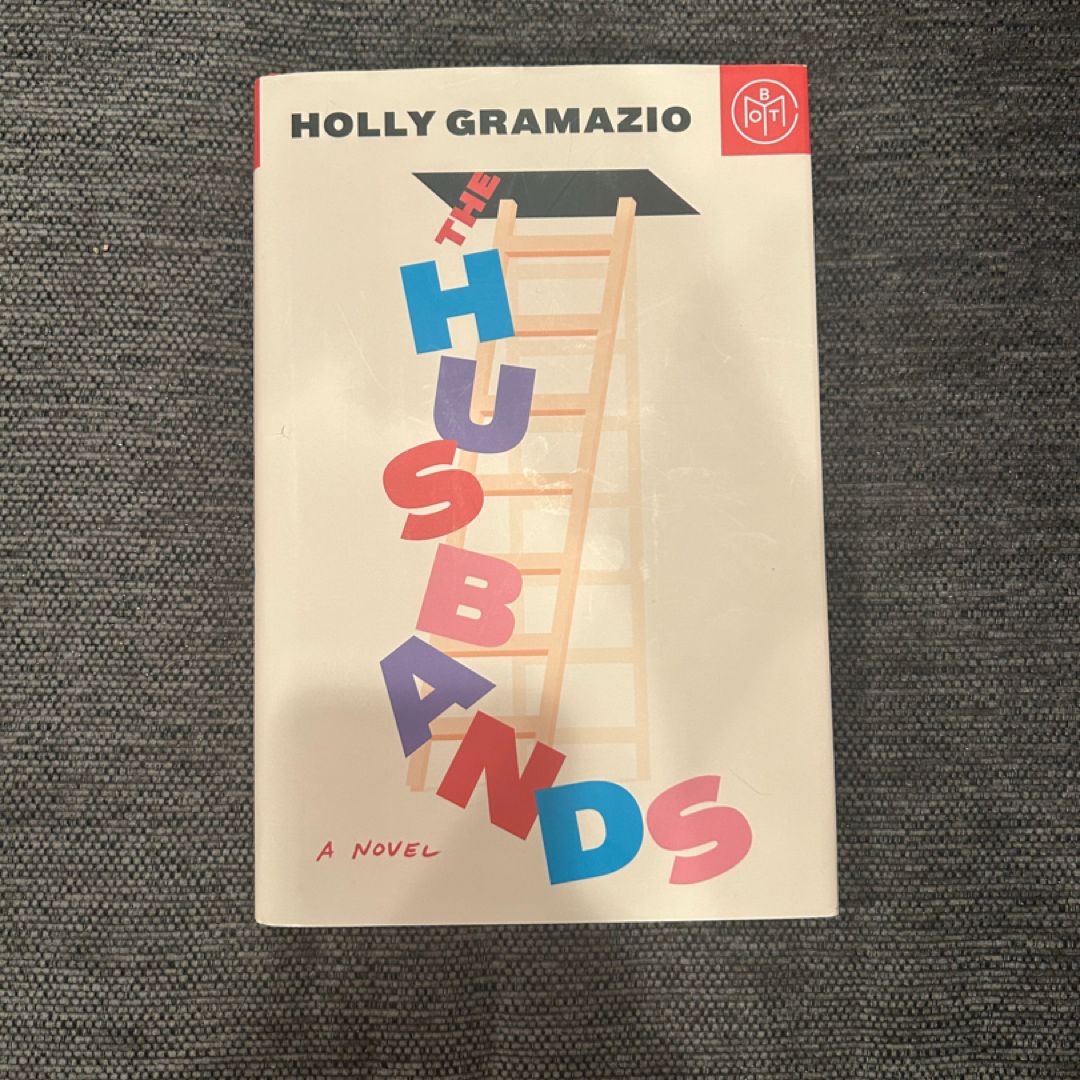 HOLLY GRAMAZIO
BOTM
THE
HUSBANDS
A NOVEL